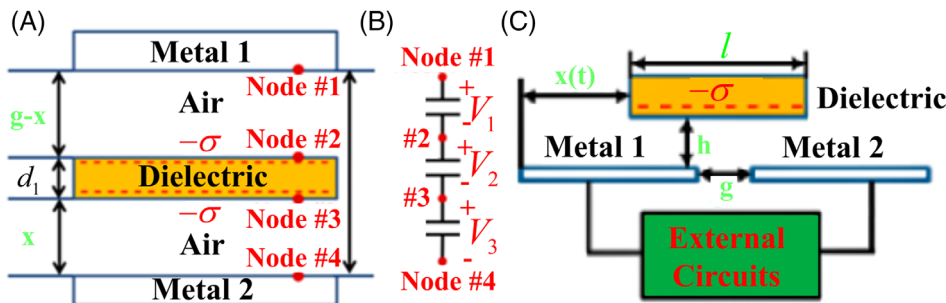 (A)
Metal 1
Node #1
Air
g-x
−σ
Node #2
d₁
Dielectric
−σ
Node #3
x
Air
Node #4
Metal 2
(B)
Node #1
+
V₁
-
#2
+
V₂
-
#3
+
V₃
-
Node #4
(C)
l
x(t)
−σ
Dielectric
h
Metal 1
Metal 2
g
External
Circuits